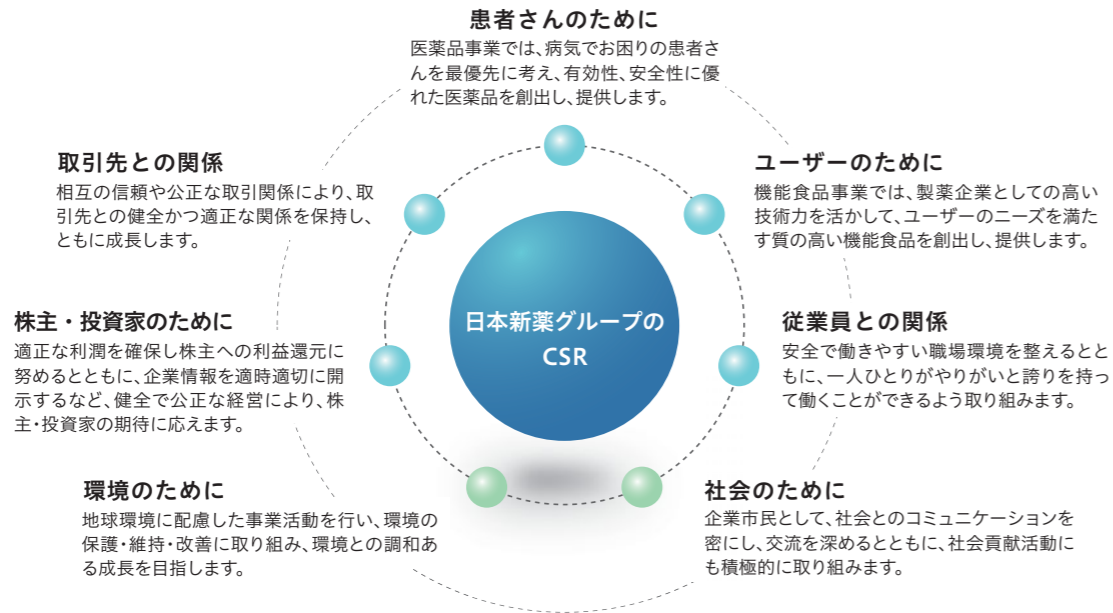 患者さんのために
医薬品事業では、病気でお困りの患者さ
んを最優先に考え、有効性、安全性に優
れた医薬品を創出し、提供します。
取引先との関係
相互の信頼や公正な取引関係により、取
引先との健全かつ適正な関係を保持し、
ともに成長します。
ユーザーのために
機能食品事業では、製薬企業としての高い
技術力を活かして、ユーザーのニーズを満た
す質の高い機能食品を創出し、提供します。
日本新薬グループの
CSR
株主・投資家のために
適正な利潤を確保し株主への利益還元に
努めるとともに、企業情報を適時適切に開
示するなど、健全で公正な経営により、株
主・投資家の期待に応えます。
従業員との関係
安全で働きやすい職場環境を整えるとと
もに、一人ひとりがやりがいと誇りを持っ
て働くことができるよう取り組みます。
環境のために
地球環境に配慮した事業活動を行い、環境の
保護・維持・改善に取り組み、環境との調和あ
る成長を目指します。
社会のために
企業市民として、社会とのコミュニケーションを
密にし、交流を深めるとともに、社会貢献活動に
も積極的に取り組みます。